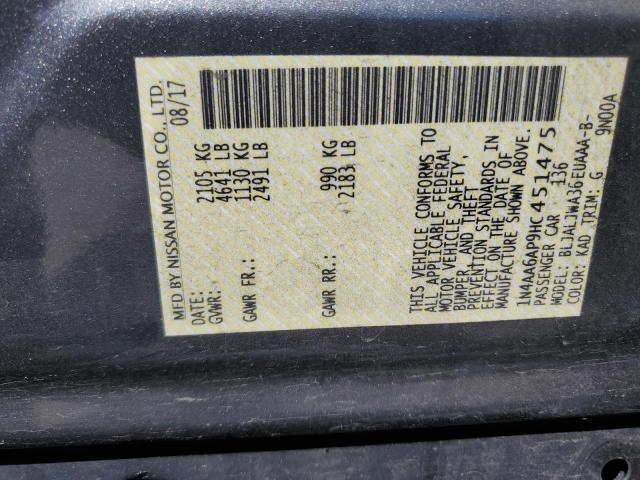 MFD BY NISSAN MOTOR CO., LTD.
DATE: 08/17
GVWR: 2105 KG
4641 LB
GAWR FR.: 1130 KG
2491 LB
GAWR RR.: 990 KG
2183 LB
THIS VEHICLE CONFORMS TO
ALL APPLICABLE FEDERAL
MOTOR VEHICLE SAFETY,
BUMPER, AND THEFT
PREVENTION STANDARDS IN
EFFECT ON THE DATE OF
MANUFACTURE SHOWN ABOVE.
1N4AA6AP9HC451475
PASSENGER CAR 136
MODEL: BLJALJWA36EUAAA-B-
COLOR: KAD TRIM: G 9N00A